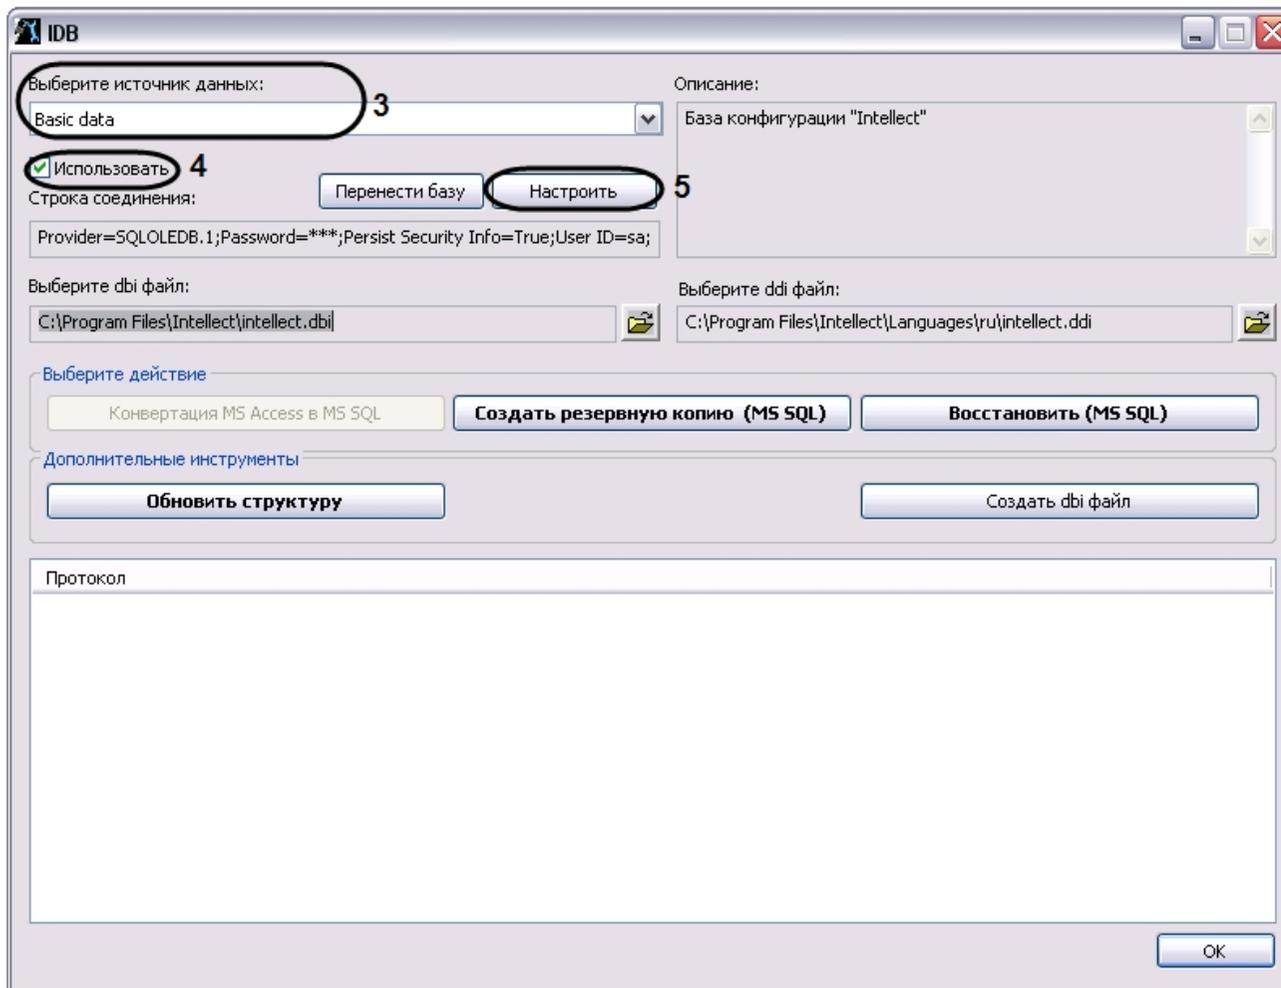 IDB
Выберите источник данных:
Basic data
3
Использовать
4
Строка соединения:
Перенести базу
Настроить
5
Provider=SQLOLEDB.1;Password=***;Persist Security Info=True;User ID=sa;
Описание:
База конфигурации "Intellect"
Выберите dbi файл:
C:\Program Files\Intellect\intellect.dbi
Выберите ddi файл:
C:\Program Files\Intellect\Languages\ru\intellect.ddi
Выберите действие
Конвертация MS Access в MS SQL
Создать резервную копию (MS SQL)
Восстановить (MS SQL)
Дополнительные инструменты
Обновить структуру
Создать dbi файл
Протокол
OK